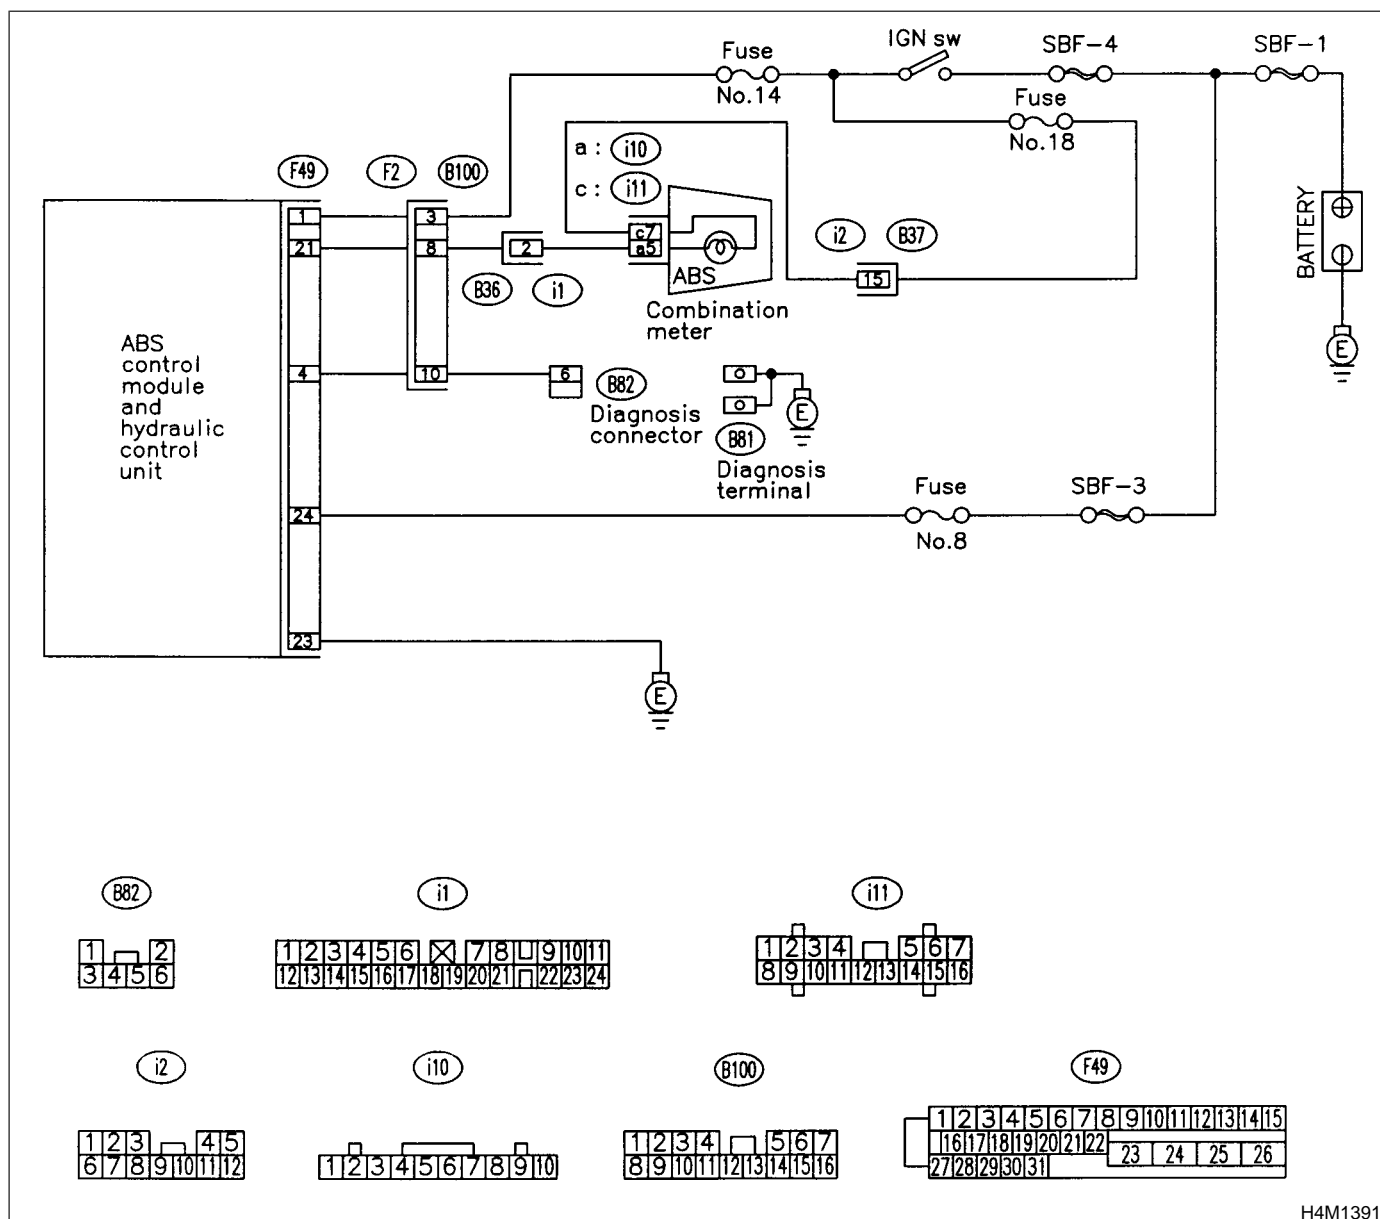 IGN sw
SBF-4
SBF-1
Fuse
No.14
Fuse
No.18
a : i10
c : i11
F49
F2
B100
1
3
21
8
2
c7
a5
ABS
i2
B37
15
B36
i1
Combination
meter
BATTERY
E
ABS
control
module
and
hydraulic
control
unit
4
10
6
B82
Diagnosis
connector
E
B81
Diagnosis
terminal
24
Fuse
No.8
SBF-3
23
E
B82
1 2
3 4 5 6
i1
1 2 3 4 5 6 7 8 9 10 11
12 13 14 15 16 17 18 19 20 21 22 23 24
i11
1 2 3 4 5 6 7
8 9 10 11 12 13 14 15 16
i2
1 2 3 4 5
6 7 8 9 10 11 12
i10
1 2 3 4 5 6 7 8 9 10
B100
1 2 3 4 5 6 7
8 9 10 11 12 13 14 15 16
F49
1 2 3 4 5 6 7 8 9 10 11 12 13 14 15
16 17 18 19 20 21 22
23 24 25 26
27 28 29 30 31
H4M1391